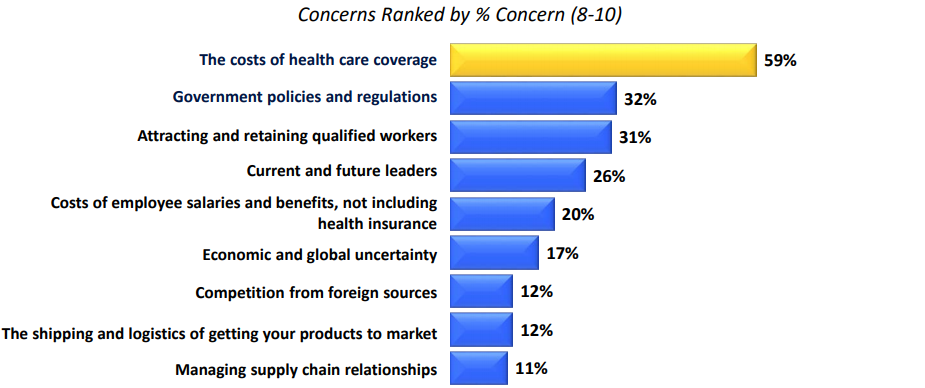 Concerns Ranked by % Concern (8-10)
The costs of health care coverage 59%
Government policies and regulations 32%
Attracting and retaining qualified workers 31%
Current and future leaders 26%
Costs of employee salaries and benefits, not including
health insurance 20%
Economic and global uncertainty 17%
Competition from foreign sources 12%
The shipping and logistics of getting your products to market 12%
Managing supply chain relationships 11%